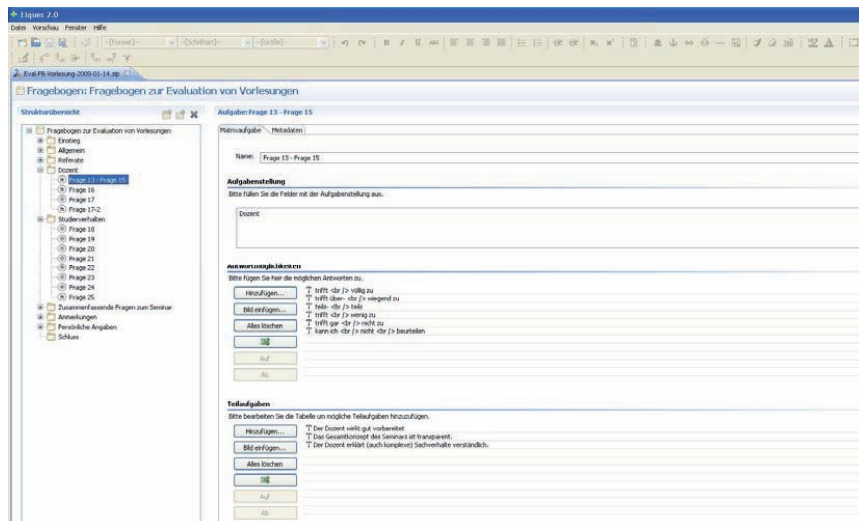 Elques 2.0
Datei Vorschau Fenster Hilfe
-(Format)- -(Schriftart)- -(Größe)-
Eval-FB-Vorlesung-2009-01-14.zip
Fragebogen: Fragebogen zur Evaluation von Vorlesungen
Strukturübersicht
Fragebogen zur Evaluation von Vorlesungen
Einstieg
Allgemein
Referate
Dozent
Frage 13 - Frage 15
Frage 16
Frage 17
Frage 17-2
Studierverhalten
Frage 18
Frage 19
Frage 20
Frage 21
Frage 22
Frage 23
Frage 24
Frage 25
Zusammenfassende Fragen zum Seminar
Anmerkungen
Persönliche Angaben
Schluss
Aufgabe: Frage 13 - Frage 15
Matrixaufgabe Metadaten
Name: Frage 13 - Frage 15
Aufgabenstellung
Bitte füllen Sie die Felder mit der Aufgabenstellung aus.
Dozent
Antwortmöglichkeiten
Bitte fügen Sie hier die möglichen Antworten zu.
Hinzufügen...
Bild einfügen...
Alles löschen
Auf
Ab
trifft <br /> völlig zu
trifft über- <br /> wiegend zu
teils- <br /> teils
trifft <br /> wenig zu
trifft gar <br /> nicht zu
kann ich <br /> nicht <br /> beurteilen
Teilaufgaben
Bitte bearbeiten Sie die Tabelle um mögliche Teilaufgaben hinzuzufügen.
Hinzufügen...
Bild einfügen...
Alles löschen
Auf
Ab
Der Dozent wirkt gut vorbereitet
Das Gesamtkonzept des Seminars ist transparent.
Der Dozent erklärt (auch komplexe) Sachverhalte verständlich.